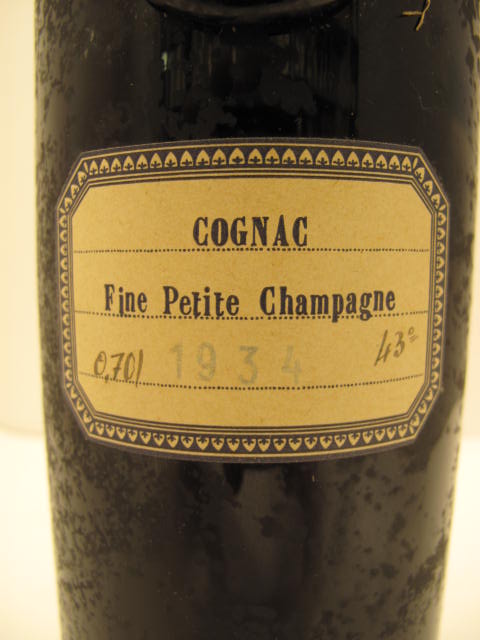 COGNAC
Fine Petite Champagne
0,70l 1934 43°